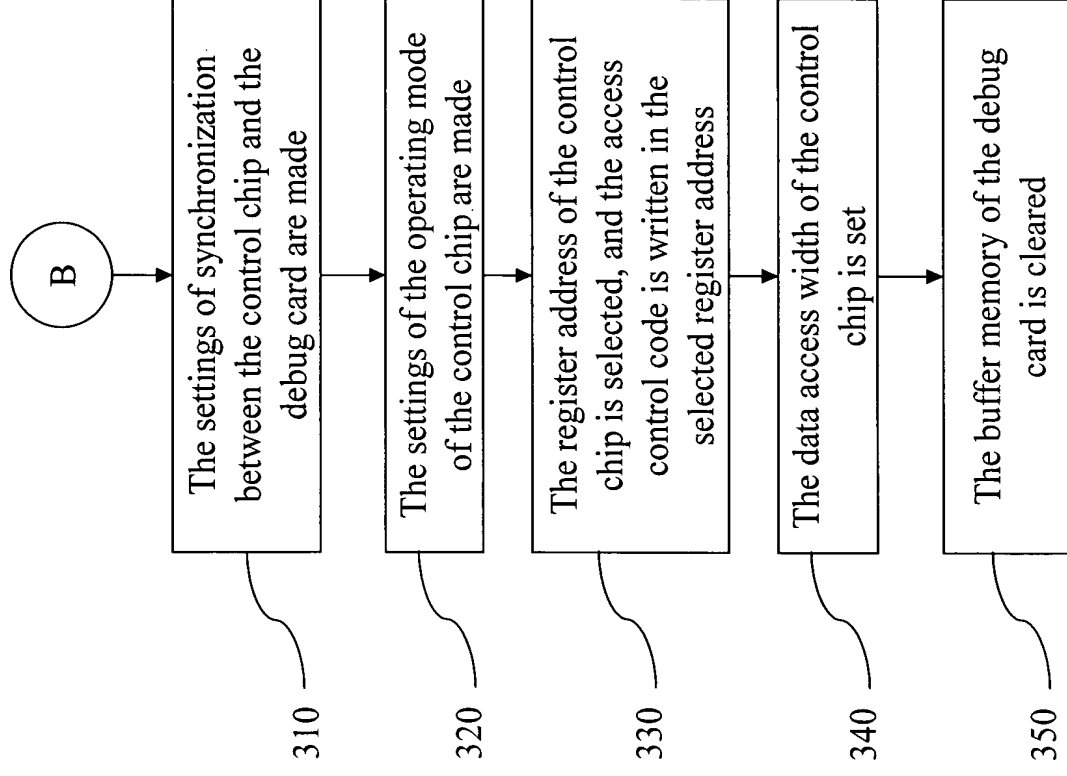 B
The settings of synchronization
between the control chip and the
debug card are made
310
The settings of the operating mode
of the control chip are made
320
The register address of the control
chip is selected, and the access
control code is written in the
selected register address
330
The data access width of the control
chip is set
340
The buffer memory of the debug
card is cleared
350